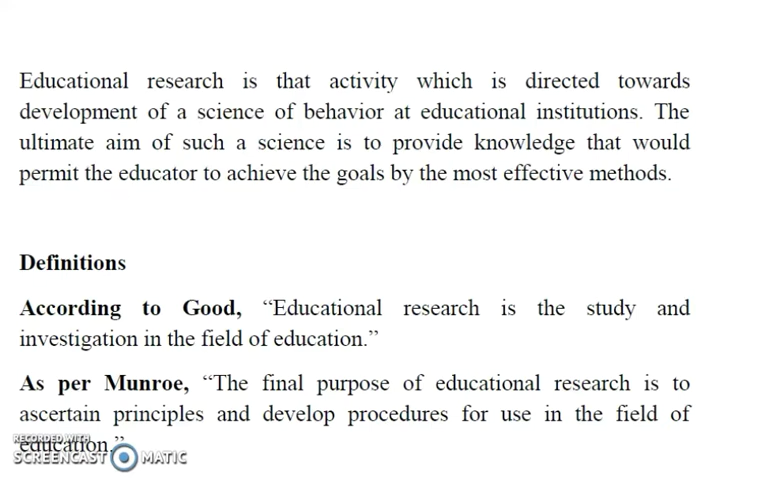 Educational research is that activity which is directed towards
development of a science of behavior at educational institutions. The
ultimate aim of such a science is to provide knowledge that would
permit the educator to achieve the goals by the most effective methods.
Definitions
According to Good, “Educational research is the study and
investigation in the field of education.”
As per Munroe, “The final purpose of educational research is to
ascertain principles and develop procedures for use in the field of
education.”
RECORDED WITH
SCREENCAST MATIC